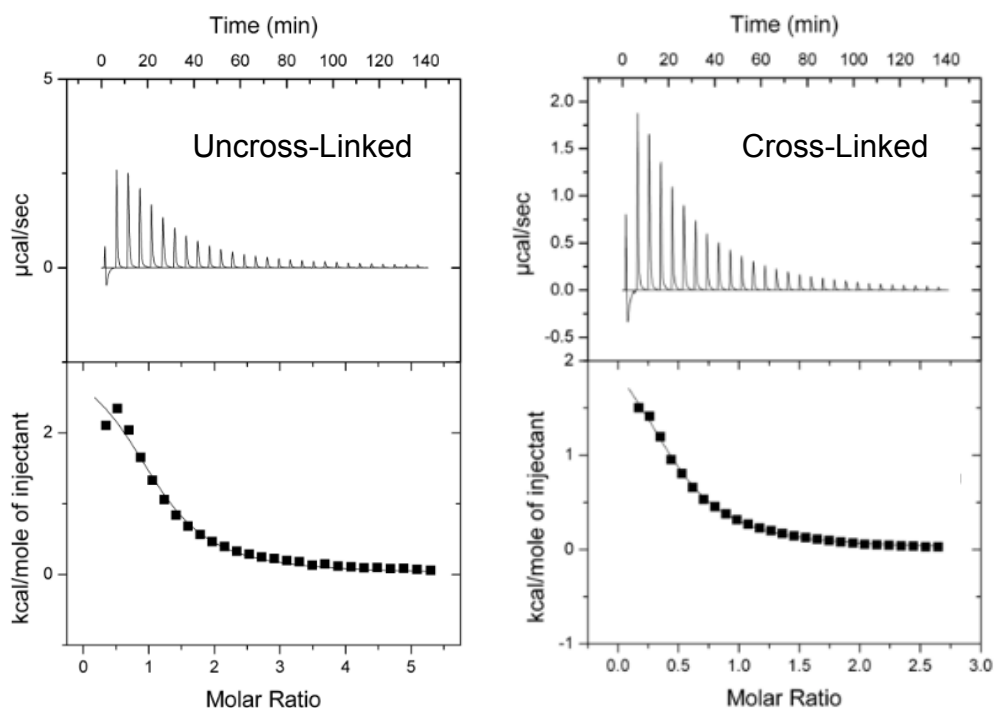 Time (min)
0 20 40 60 80 100 120 140
5
0
µcal/sec
Uncross-Linked
2
0
kcal/mole of injectant
0 1 2 3 4 5
Molar Ratio
Time (min)
0 20 40 60 80 100 120 140
2.0
1.5
1.0
0.5
0.0
-0.5
µcal/sec
Cross-Linked
2
1
0
-1
kcal/mole of injectant
0.0 0.5 1.0 1.5 2.0 2.5 3.0
Molar Ratio